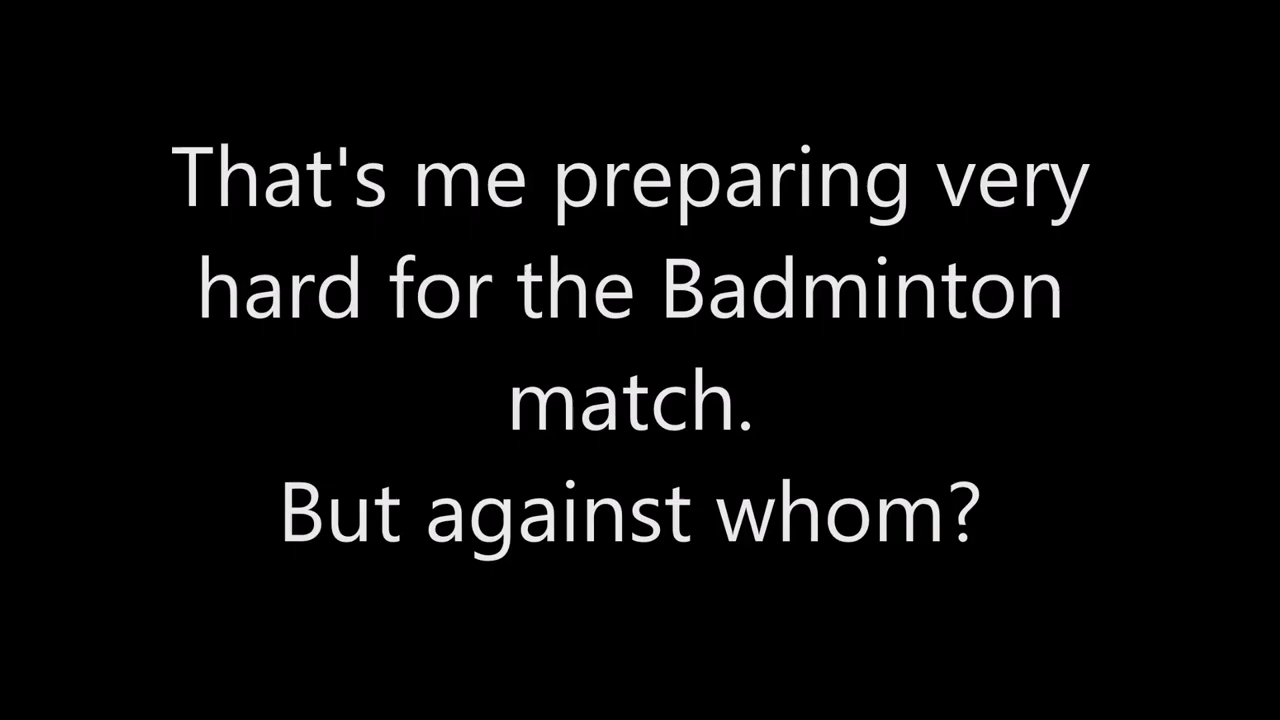 That's me preparing very
hard for the Badminton
match.
But against whom?